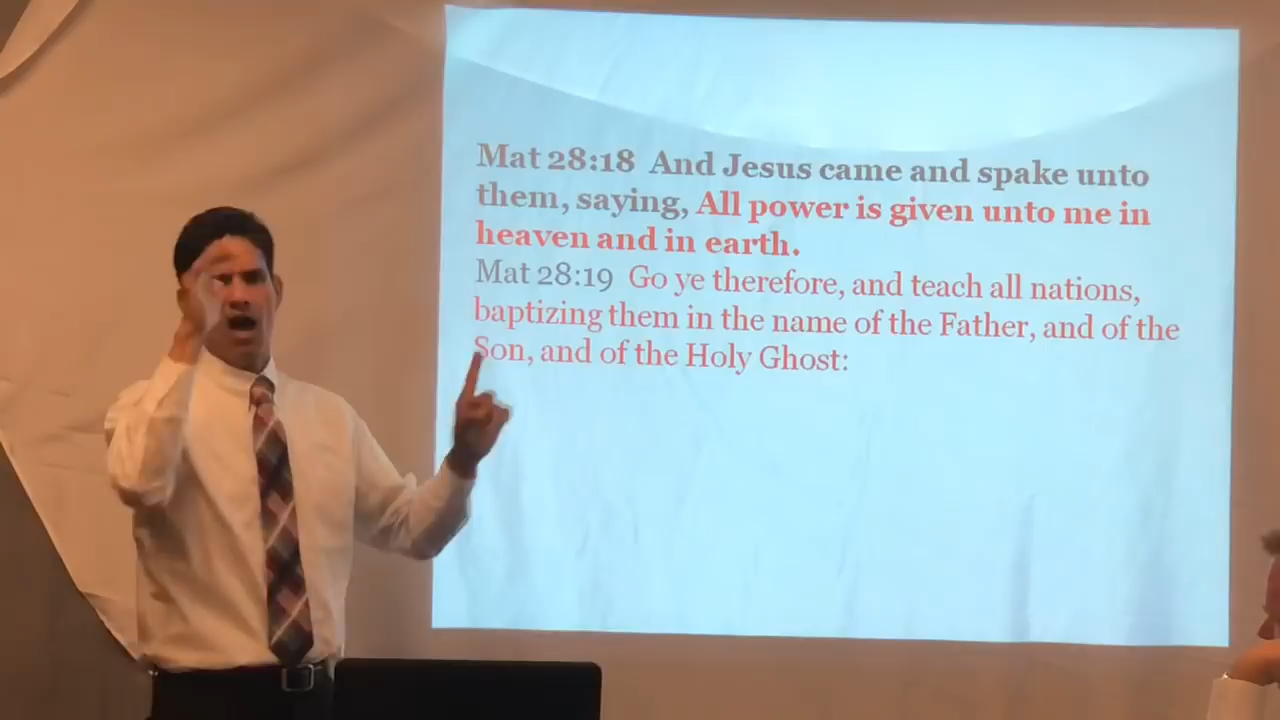 Mat 28:18 And Jesus came and spake unto
them, saying, All power is given unto me in
heaven and in earth.
Mat 28:19 Go ye therefore, and teach all nations,
baptizing them in the name of the Father, and of the
Son, and of the Holy Ghost: